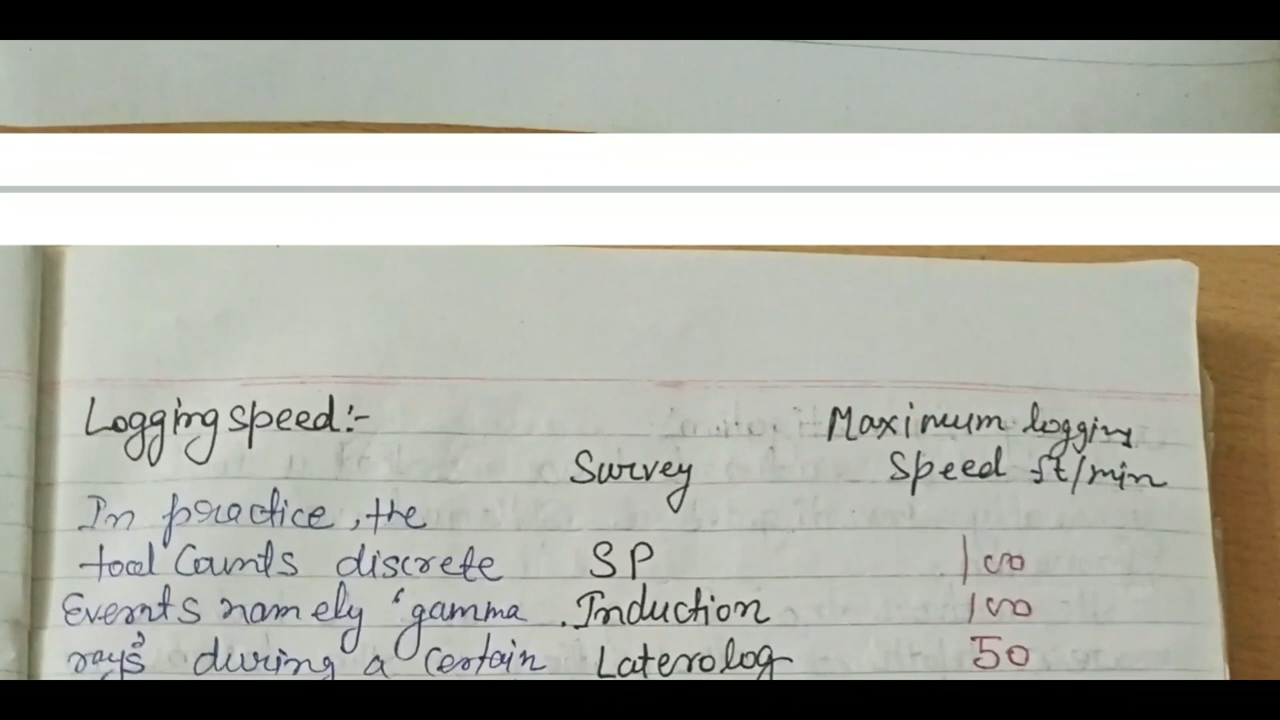 Logging speed:-
Maximum logging
Survey speed ft/min
In practice, the
tool Counts discrete SP 100
Events namely ‘gamma . Induction 100
rays’ during a certain Laterolog 50